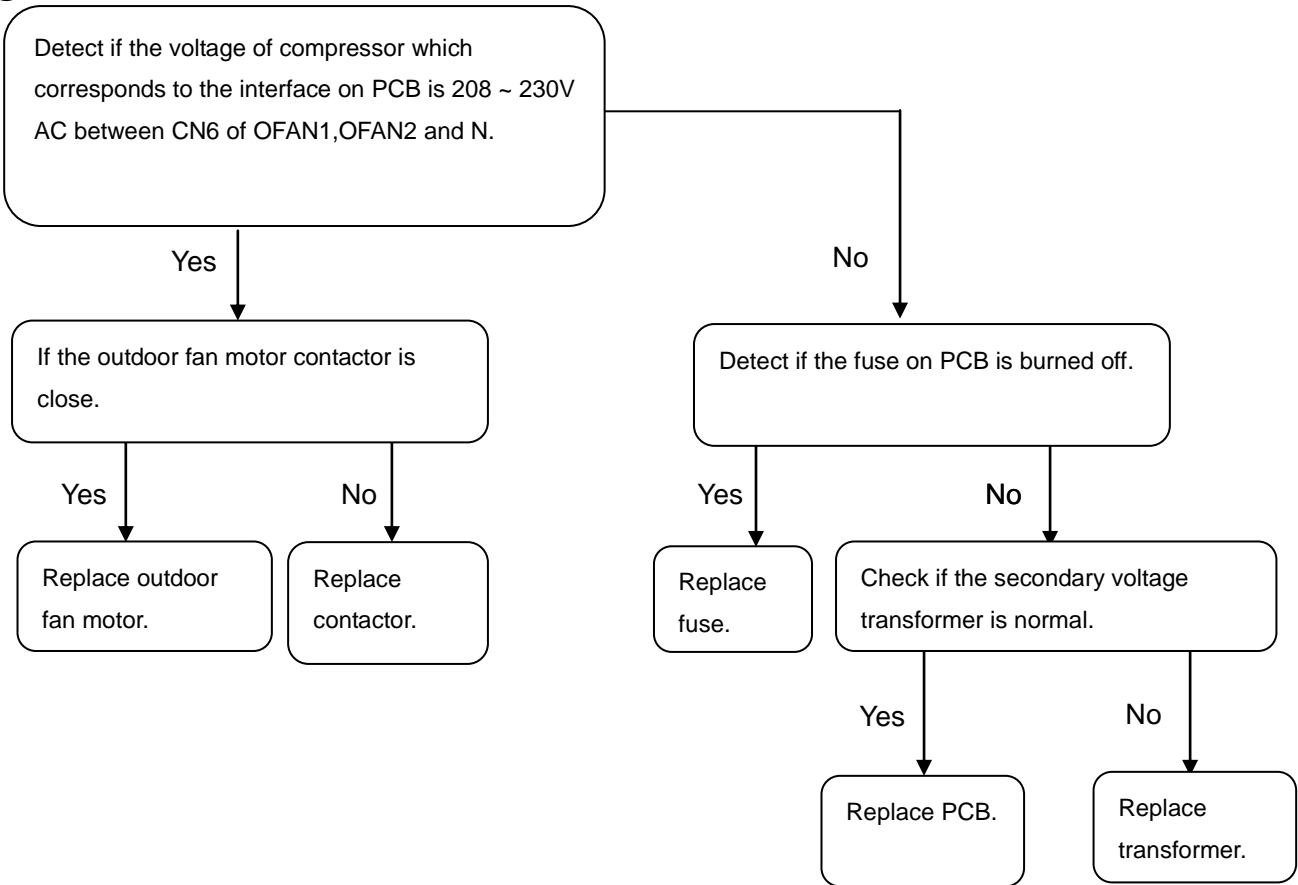 Detect if the voltage of compressor which
corresponds to the interface on PCB is 208 ~ 230V
AC between CN6 of OFAN1,OFAN2 and N.
Yes
No
If the outdoor fan motor contactor is
close.
Detect if the fuse on PCB is burned off.
Yes
No
Yes
No
Replace outdoor
fan motor.
Replace
contactor.
Replace
fuse.
Check if the secondary voltage
transformer is normal.
Yes
No
Replace PCB.
Replace
transformer.